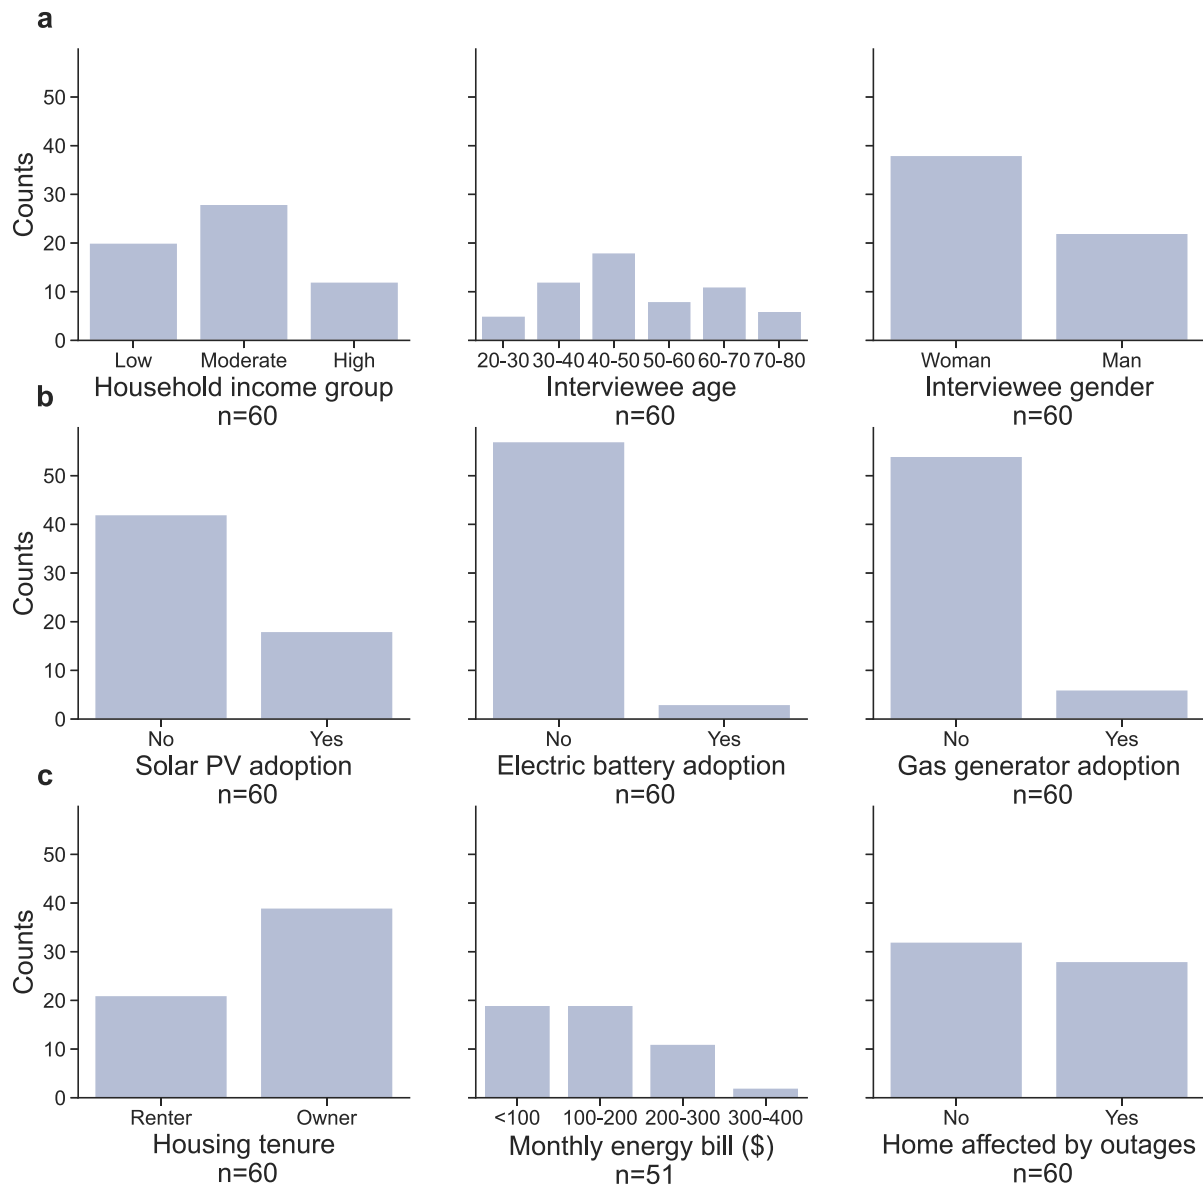 a
50
40
30
20
10
0
Counts
Low Moderate High
Household income group
n=60
20-30 30-40 40-50 50-60 60-70 70-80
Interviewee age
n=60
Woman Man
Interviewee gender
n=60
b
50
40
30
20
10
0
Counts
No Yes
Solar PV adoption
n=60
No Yes
Electric battery adoption
n=60
No Yes
Gas generator adoption
n=60
c
50
40
30
20
10
0
Counts
Renter Owner
Housing tenure
n=60
<100 100-200 200-300 300-400
Monthly energy bill ($)
n=51
No Yes
Home affected by outages
n=60